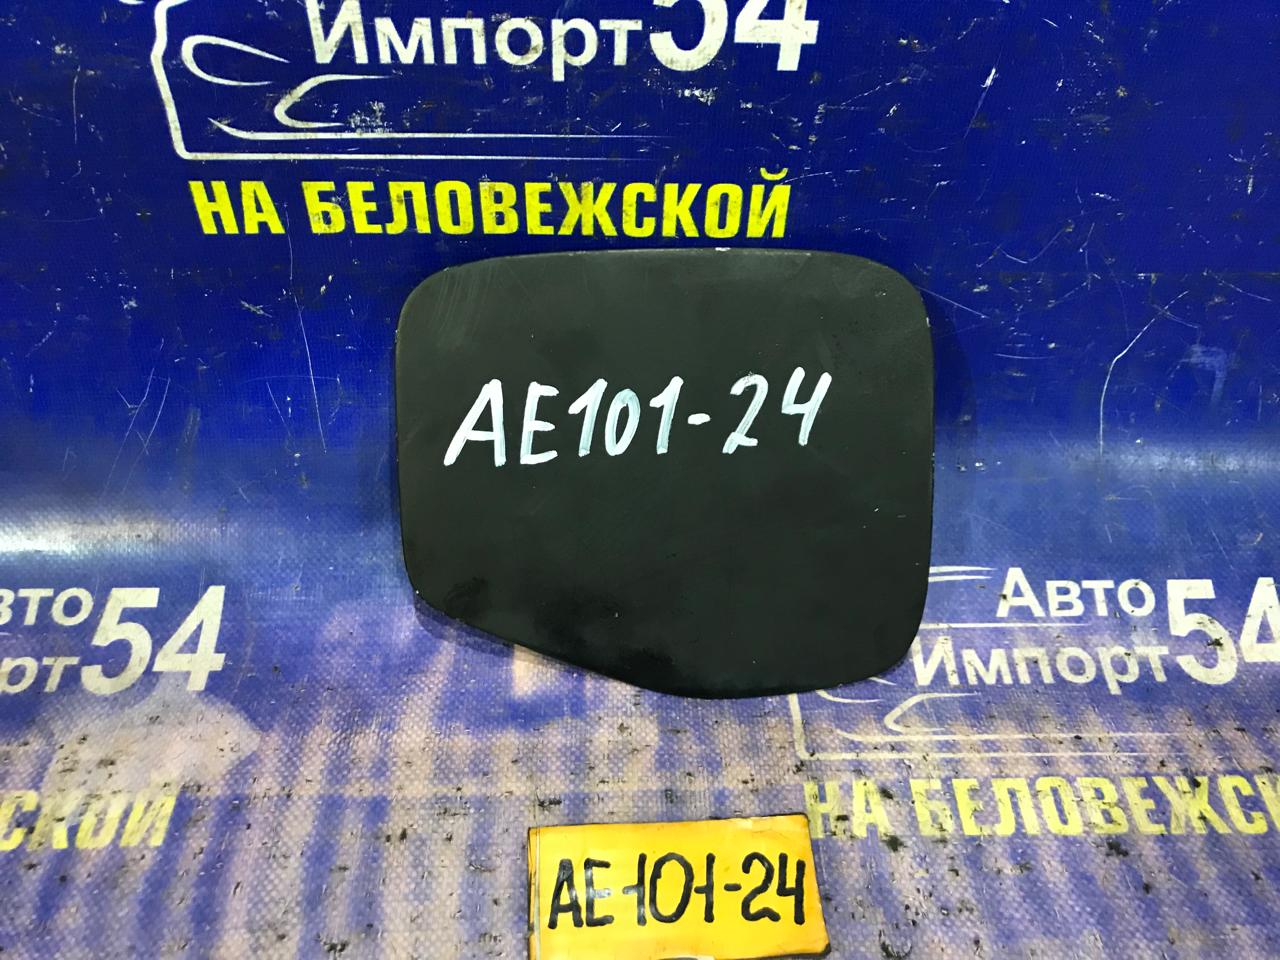 Импорт54
НА БЕЛОВЕЖСКОЙ
AE101-24
вто
рт54
ской
Авто
Импорт54
НА БЕЛОВЕЖСК
AE101-24